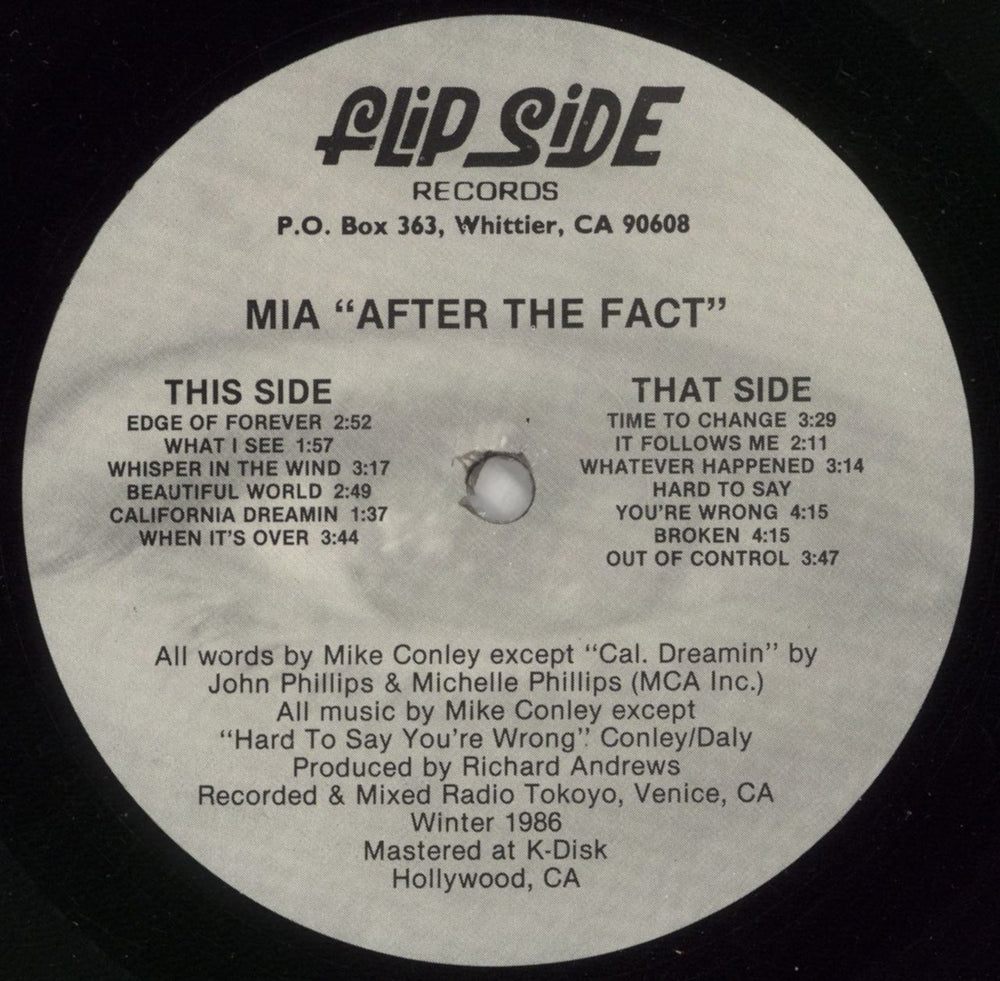 fLiP SiDE
RECORDS
P.O. Box 363, Whittier, CA 90608
MIA “AFTER THE FACT”
THIS SIDE
EDGE OF FOREVER 2:52
WHAT I SEE 1:57
WHISPER IN THE WIND 3:17
BEAUTIFUL WORLD 2:49
CALIFORNIA DREAMIN 1:37
WHEN IT'S OVER 3:44
THAT SIDE
TIME TO CHANGE 3:29
IT FOLLOWS ME 2:11
WHATEVER HAPPENED 3:14
HARD TO SAY
YOU'RE WRONG 4:15
BROKEN 4:15
OUT OF CONTROL 3:47
All words by Mike Conley except “Cal. Dreamin” by
John Phillips & Michelle Phillips (MCA Inc.)
All music by Mike Conley except
“Hard To Say You're Wrong” Conley/Daly
Produced by Richard Andrews
Recorded & Mixed Radio Tokoyo, Venice, CA
Winter 1986
Mastered at K-Disk
Hollywood, CA